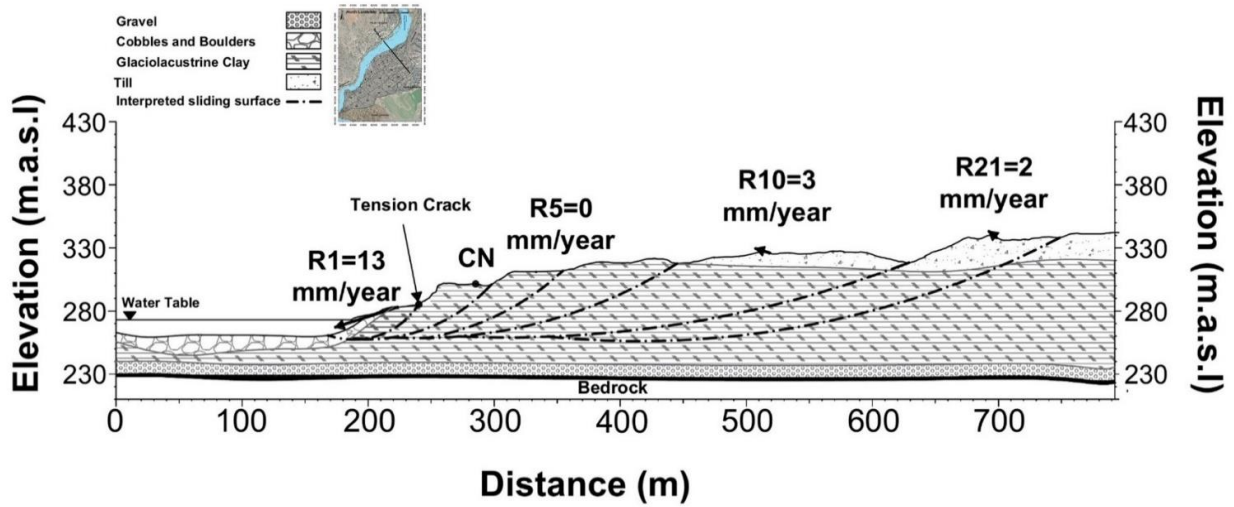 Gravel
Cobbles and Boulders
Glaciolacustrine Clay
Till
Interpreted sliding surface
Elevation (m.a.s.l)
430
380
330
280
230
430
380
330
280
230
Elevation (m.a.s.l)
R21=2
mm/year
R10=3
mm/year
Tension Crack
R5=0
mm/year
CN
R1=13
mm/year
Water Table
Bedrock
0
100
200
300
400
500
600
700
Distance (m)